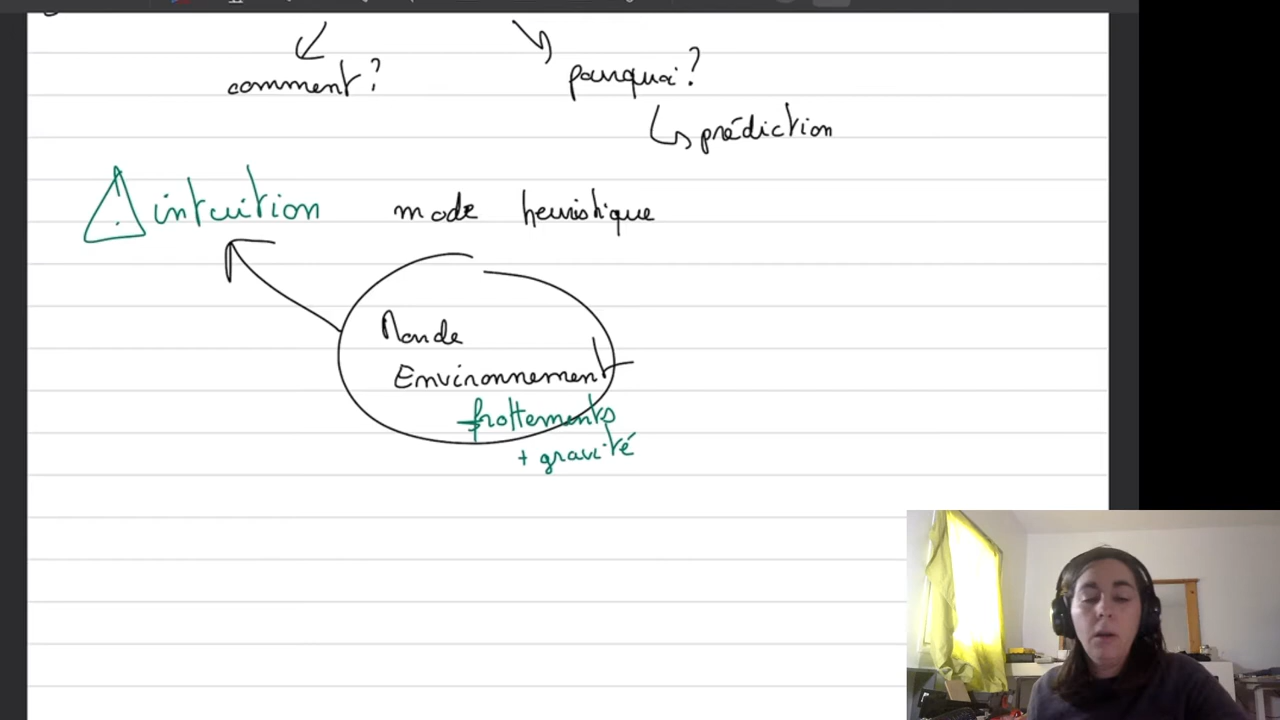 comment?
pourquoi?
↳ prédiction
⚠ intuition mode heuristique
Monde
Environnement
frottements
+ gravité